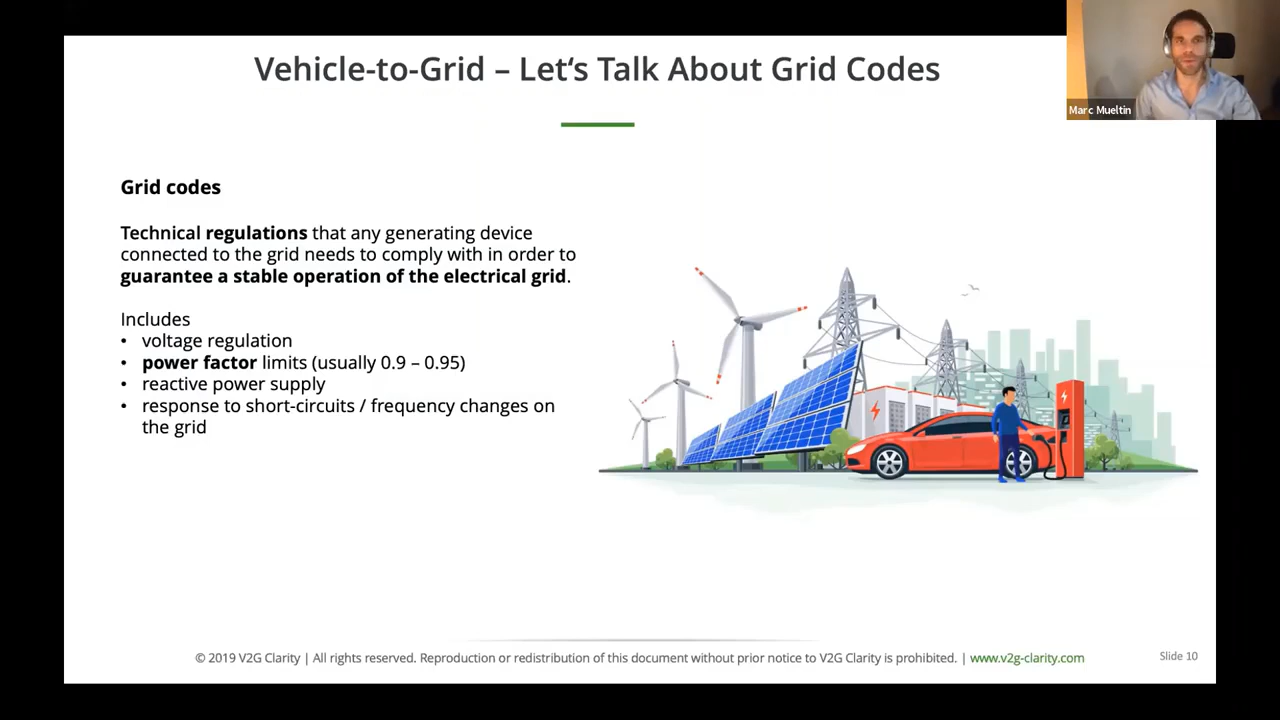 Vehicle-to-Grid – Let‘s Talk About Grid Codes
Marc Mueltin
Grid codes
Technical regulations that any generating device
connected to the grid needs to comply with in order to
guarantee a stable operation of the electrical grid.
Includes
• voltage regulation
• power factor limits (usually 0.9 – 0.95)
• reactive power supply
• response to short-circuits / frequency changes on
the grid
© 2019 V2G Clarity | All rights reserved. Reproduction or redistribution of this document without prior notice to V2G Clarity is prohibited. | www.v2g-clarity.com
Slide 10